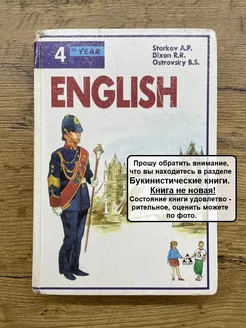 4
YEAR
Starkov A.P.
Dixon R.R.
Ostrovsky B.S.
ENGLISH
Прошу обратить внимание,
что вы находитесь в разделе
Букинистические книги.
Книга не новая!
Состояние книги удовлетво -
рительное, оценить можете
по фото.
5